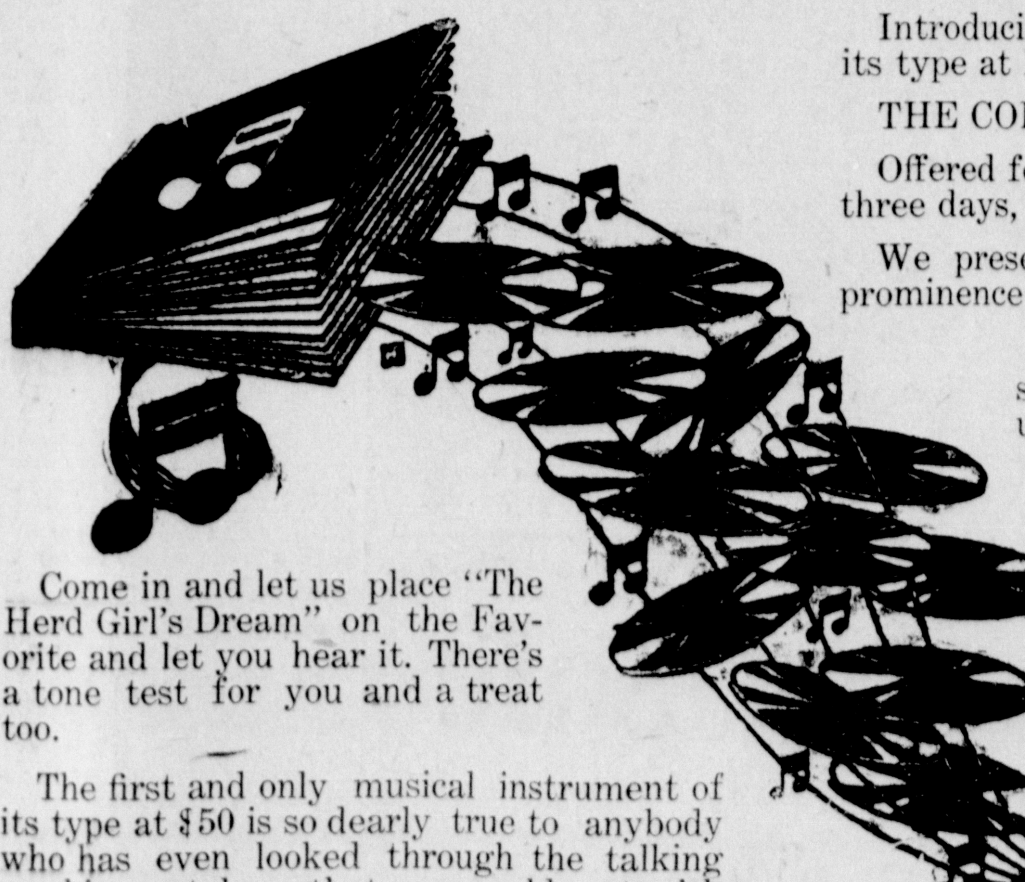 Introduci
its type at
THE CO
Offered f
three days,
We pres
prominence
Come in and let us place “The
Herd Girl's Dream” on the Fav-
orite and let you hear it. There's
a tone test for you and a treat
too.
The first and only musical instrument of
its type at $50 is so dearly true to anybody
who has even looked through the talking